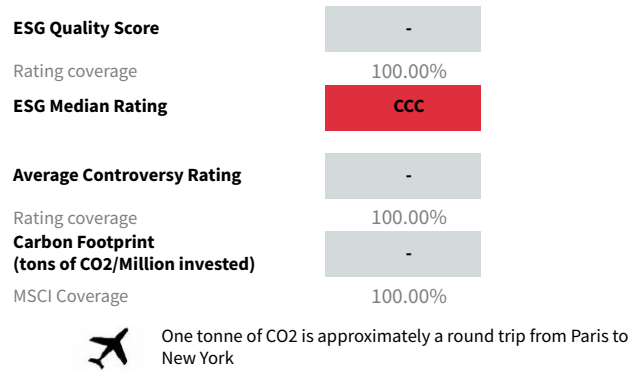 ESG Quality Score -
Rating coverage 100.00%
ESG Median Rating CCC
Average Controversy Rating -
Rating coverage 100.00%
Carbon Footprint
(tons of CO2/Million invested) -
MSCI Coverage 100.00%
One tonne of CO2 is approximately a round trip from Paris to
New York